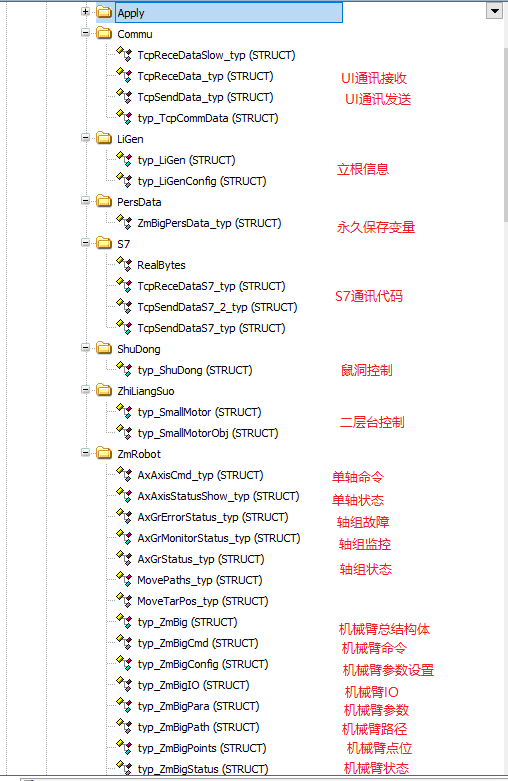 Apply
Commu
TcpReceDataSlow_typ (STRUCT)
TcpReceData_typ (STRUCT) UI通讯接收
TcpSendData_typ (STRUCT) UI通讯发送
typ_TcpCommData (STRUCT)
LiGen
typ_LiGen (STRUCT) 立根信息
typ_LiGenConfig (STRUCT)
PersData
ZmBigPersData_typ (STRUCT) 永久保存变量
S7
RealBytes
TcpReceDataS7_typ (STRUCT) S7通讯代码
TcpSendDataS7_2_typ (STRUCT)
TcpSendDataS7_typ (STRUCT)
ShuDong
typ_ShuDong (STRUCT) 鼠洞控制
ZhiLiangSuo
typ_SmallMotor (STRUCT) 二层台控制
typ_SmallMotorObj (STRUCT)
ZmRobot
AxAxisCmd_typ (STRUCT) 单轴命令
AxAxisStatusShow_typ (STRUCT) 单轴状态
AxGrErrorStatus_typ (STRUCT) 轴组故障
AxGrMonitorStatus_typ (STRUCT) 轴组监控
AxGrStatus_typ (STRUCT) 轴组状态
MovePaths_typ (STRUCT)
MoveTarPos_typ (STRUCT)
typ_ZmBig (STRUCT) 机械臂总结构体
typ_ZmBigCmd (STRUCT) 机械臂命令
typ_ZmBigConfig (STRUCT) 机械臂参数设置
typ_ZmBigIO (STRUCT) 机械臂IO
typ_ZmBigPara (STRUCT) 机械臂参数
typ_ZmBigPath (STRUCT) 机械臂路径
typ_ZmBigPoints (STRUCT) 机械臂点位
typ_ZmBigStatus (STRUCT) 机械臂状态